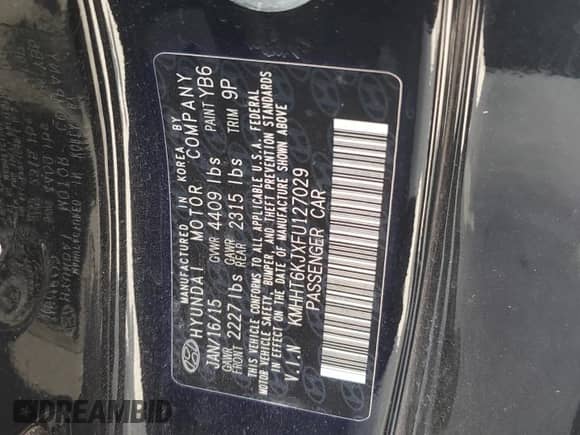 MANUFACTURED IN KOREA BY
HYUNDAI MOTOR COMPANY
JAN/16/15 GVWR 4409 lbs PAINT YB6
GAWR FRONT 2227 lbs GAWR REAR 2315 lbs TRIM 9P
THIS VEHICLE CONFORMS TO ALL APPLICABLE U.S.A. FEDERAL
MOTOR VEHICLE SAFETY, BUMPER, AND THEFT PREVENTION STANDARDS
IN EFFECT ON THE DATE OF MANUFACTURE SHOWN ABOVE
V.I.N KMHHT6KJXFU127029
PASSENGER CAR
DREAMBID